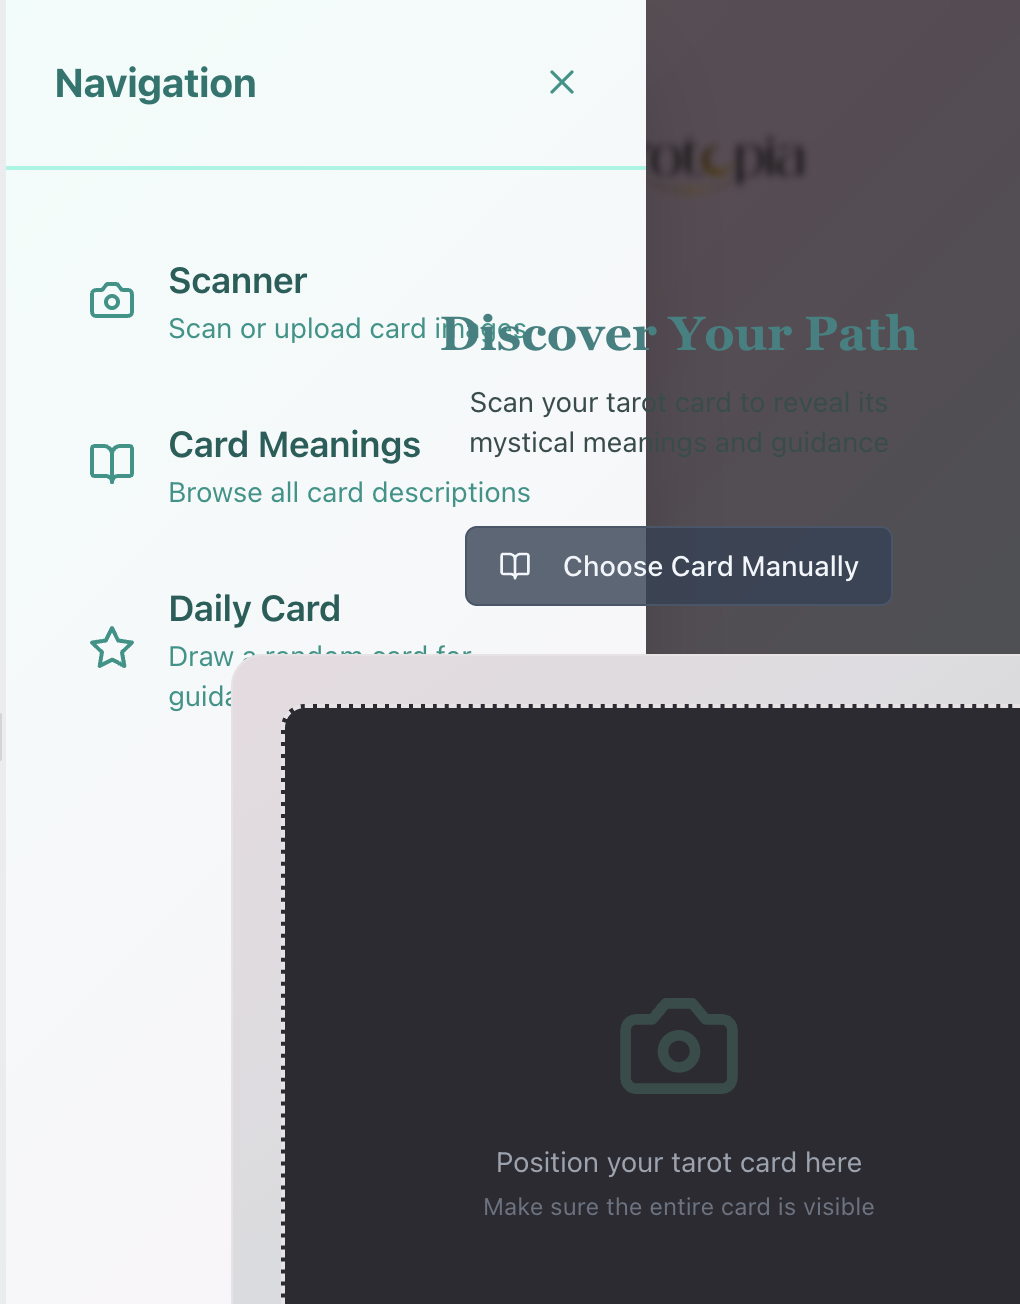 Navigation
Scanner
Scan or upload card images
Discover Your Path
Scan your tarot card to reveal its
mystical meanings and guidance
Card Meanings
Browse all card descriptions
Choose Card Manually
Daily Card
Draw a random card for
Position your tarot card here
Make sure the entire card is visible